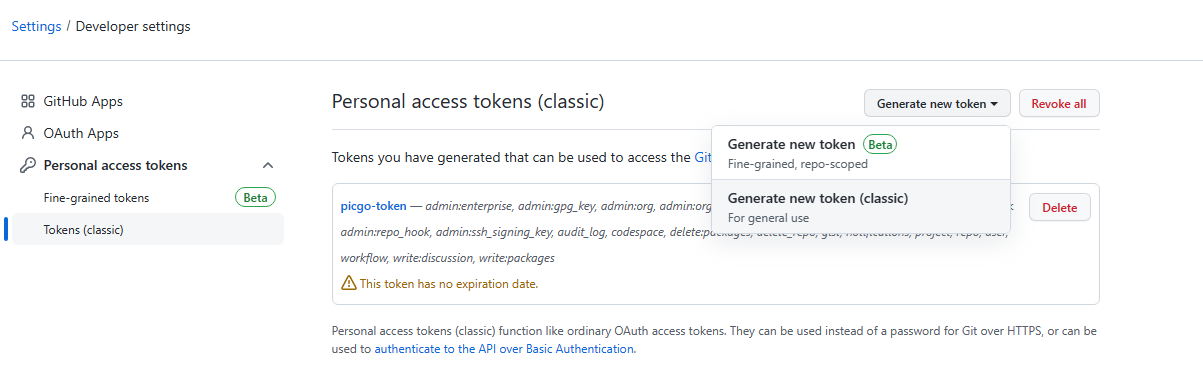 Settings / Developer settings
GitHub Apps
OAuth Apps
Personal access tokens
Fine-grained tokens Beta
Tokens (classic)
Personal access tokens (classic)
Generate new token
Revoke all
Generate new token Beta
Fine-grained, repo-scoped
Generate new token (classic)
For general use
Tokens you have generated that can be used to access the Git
picgo-token — admin:enterprise, admin:gpg_key, admin:org, admin:org
Delete
admin:repo_hook, admin:ssh_signing_key, audit_log, codespace, delete:packages, delete_repo, gist, notifications, project, repo, user,
workflow, write:discussion, write:packages
This token has no expiration date.
Personal access tokens (classic) function like ordinary OAuth access tokens. They can be used instead of a password for Git over HTTPS, or can be
used to authenticate to the API over Basic Authentication.